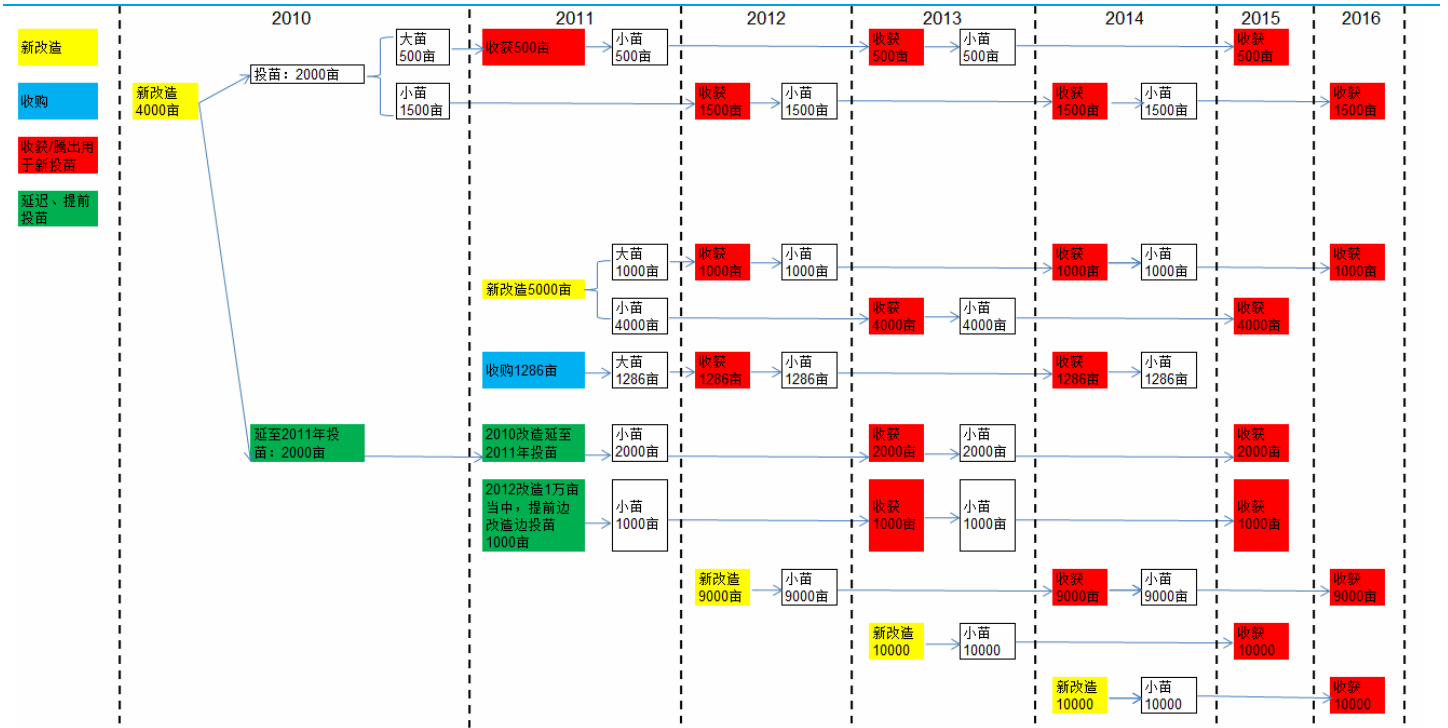 2010
2011
2012
2013
2014
2015
2016
新改造
收购
收获/腾出用
于新投苗
延迟、提前
投苗
新改造
4000亩
投苗：2000亩
大苗
500亩
收获500亩
小苗
500亩
收获
500亩
小苗
500亩
收获
500亩
小苗
1500亩
收获
1500亩
小苗
1500亩
收获
1500亩
小苗
1500亩
收获
1500亩
新改造5000亩
大苗
1000亩
收获
1000亩
小苗
1000亩
收获
1000亩
小苗
1000亩
收获
1000亩
小苗
4000亩
收获
4000亩
小苗
4000亩
收获
4000亩
收购1286亩
大苗
1286亩
收获
1286亩
小苗
1286亩
收获
1286亩
小苗
1286亩
延至2011年投
苗：2000亩
2010改造延至
2011年投苗
小苗
2000亩
收获
2000亩
小苗
2000亩
收获
2000亩
2012改造1万亩
当中，提前边
改造边投苗
1000亩
小苗
1000亩
收获
1000亩
小苗
1000亩
收获
1000亩
新改造
9000亩
小苗
9000亩
收获
9000亩
小苗
9000亩
收获
9000亩
新改造
10000
小苗
10000
收获
10000
新改造
10000
小苗
10000
收获
10000